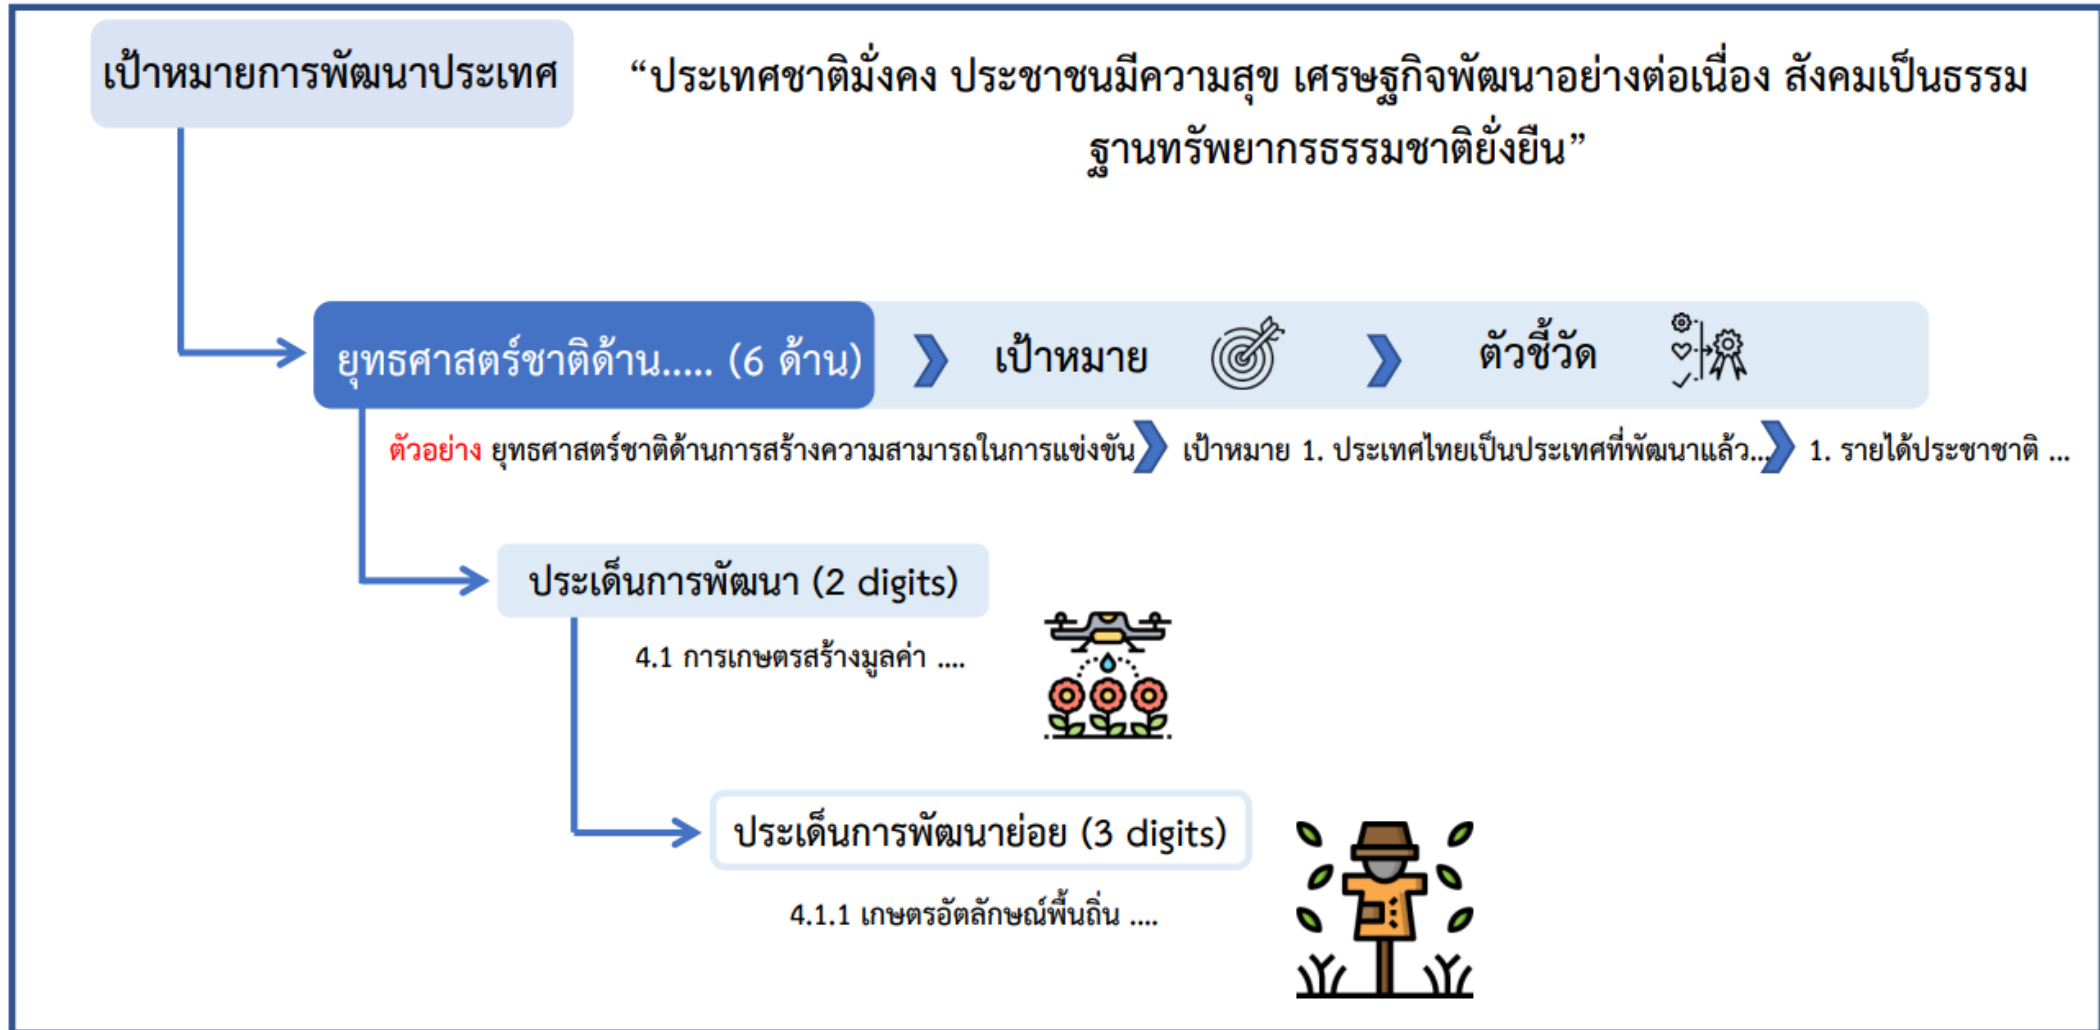 เป้าหมายการพัฒนาประเทศ
“ประเทศชาติมั่งคง ประชาชนมีความสุข เศรษฐกิจพัฒนาอย่างต่อเนื่อง สังคมเป็นธรรม
ฐานทรัพยากรธรรมชาติยั่งยืน”
ยุทธศาสตร์ชาติด้าน..... (6 ด้าน)
เป้าหมาย
ตัวชี้วัด
ตัวอย่าง ยุทธศาสตร์ชาติด้านการสร้างความสามารถในการแข่งขัน
เป้าหมาย 1. ประเทศไทยเป็นประเทศที่พัฒนาแล้ว...
1. รายได้ประชาชาติ ...
ประเด็นการพัฒนา (2 digits)
4.1 การเกษตรสร้างมูลค่า ....
ประเด็นการพัฒนาย่อย (3 digits)
4.1.1 เกษตรอัตลักษณ์พื้นถิ่น ....